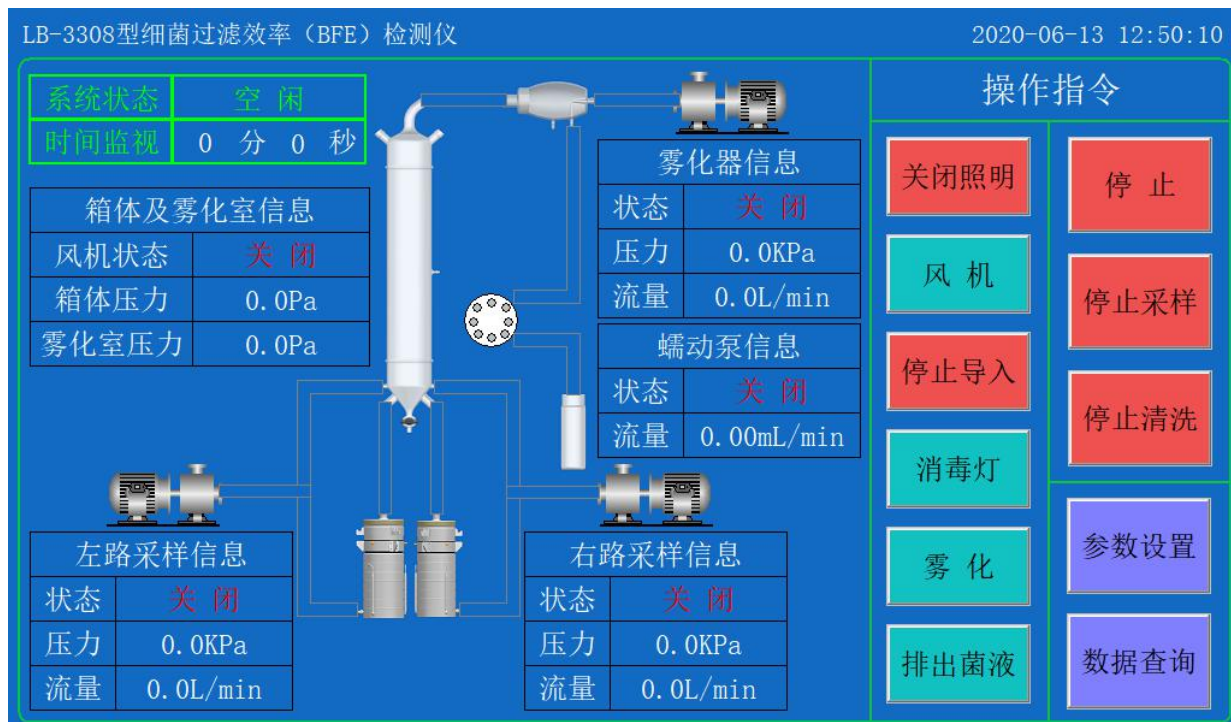 LB-3308型细菌过滤效率（BFE）检测仪 2020-06-13 12:50:10
系统状态 空 闲
时间监视 0 分 0 秒
箱体及雾化室信息
风机状态 关 闭
箱体压力 0.0Pa
雾化室压力 0.0Pa
雾化器信息
状态 关 闭
压力 0.0KPa
流量 0.0L/min
蠕动泵信息
状态 关 闭
流量 0.00mL/min
左路采样信息
状态 关 闭
压力 0.0KPa
流量 0.0L/min
右路采样信息
状态 关 闭
压力 0.0KPa
流量 0.0L/min
操作指令
关闭照明
风 机
停止导入
消毒灯
雾 化
排出菌液
停 止
停止采样
停止清洗
参数设置
数据查询